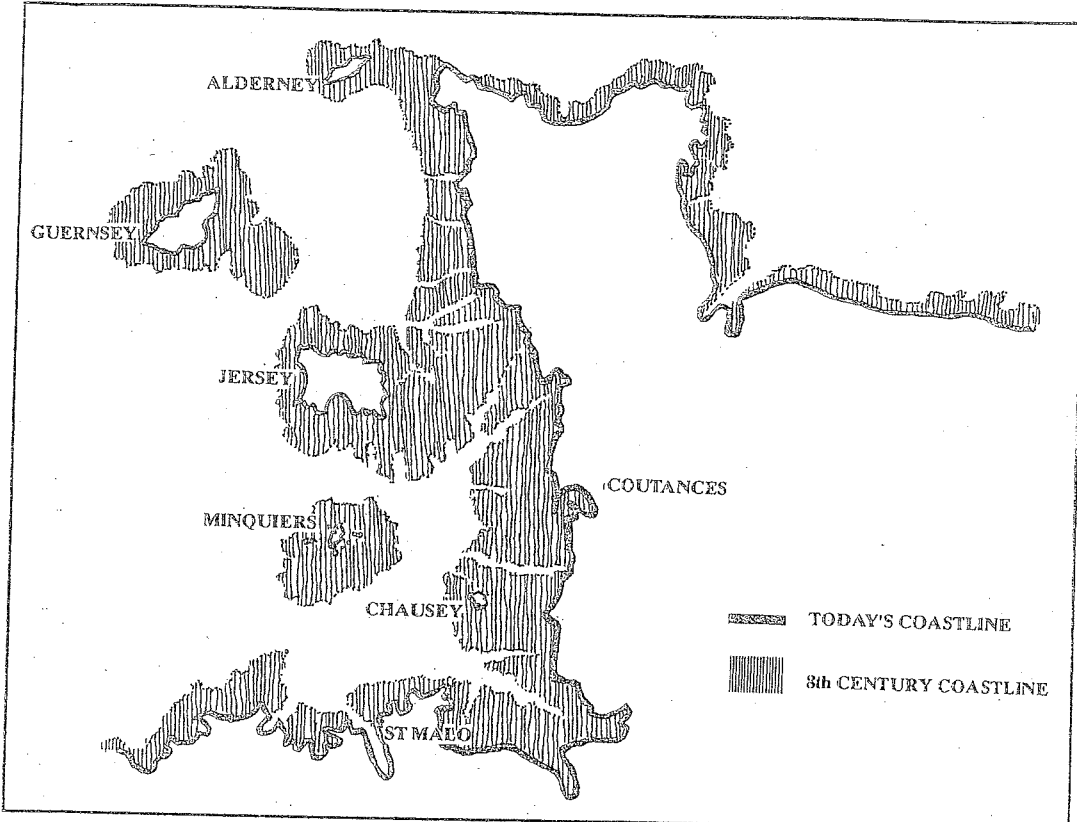 ALDERNEY
GUERNSEY
JERSEY
COUTANCES
MINQUIERS
CHAUSEY
TODAY'S COASTLINE
8th CENTURY COASTLINE
ST MALO